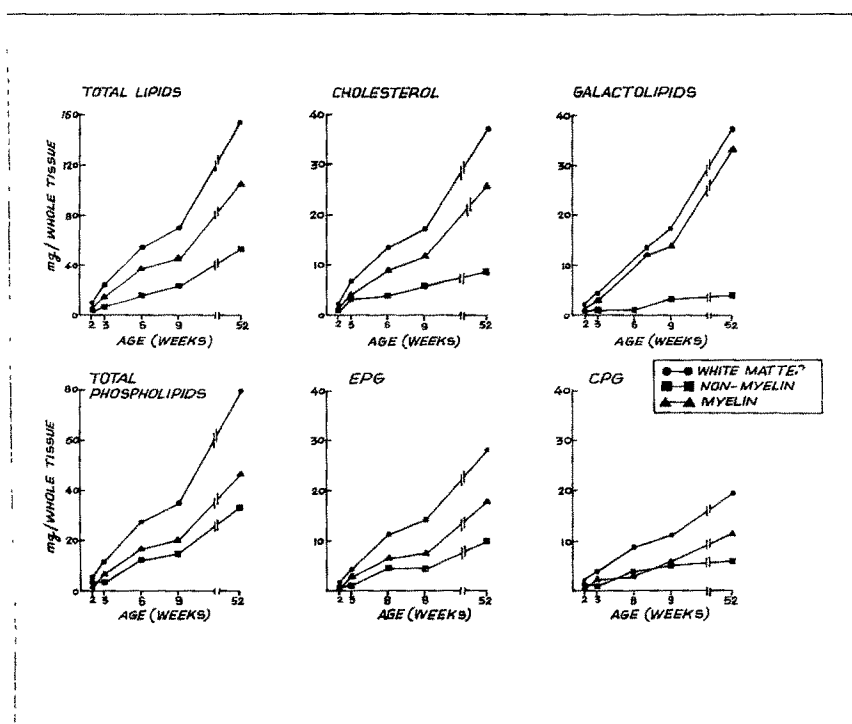 TOTAL LIPIDS
160
120
80
40
mg/WHOLE TISSUE
2 3 6 9 52
AGE (WEEKS)
CHOLESTEROL
40
30
20
10
2 3 6 9 52
AGE (WEEKS)
GALACTOLIPIDS
40
30
20
10
2 3 6 9 52
AGE (WEEKS)
WHITE MATTER
NON-MYELIN
MYELIN
TOTAL
PHOSPHOLIPIDS
80
60
40
20
mg/WHOLE TISSUE
2 3 6 9 52
AGE (WEEKS)
EPG
40
30
20
10
2 3 6 9 52
AGE (WEEKS)
CPG
40
30
20
10
2 3 6 9 52
AGE (WEEKS)